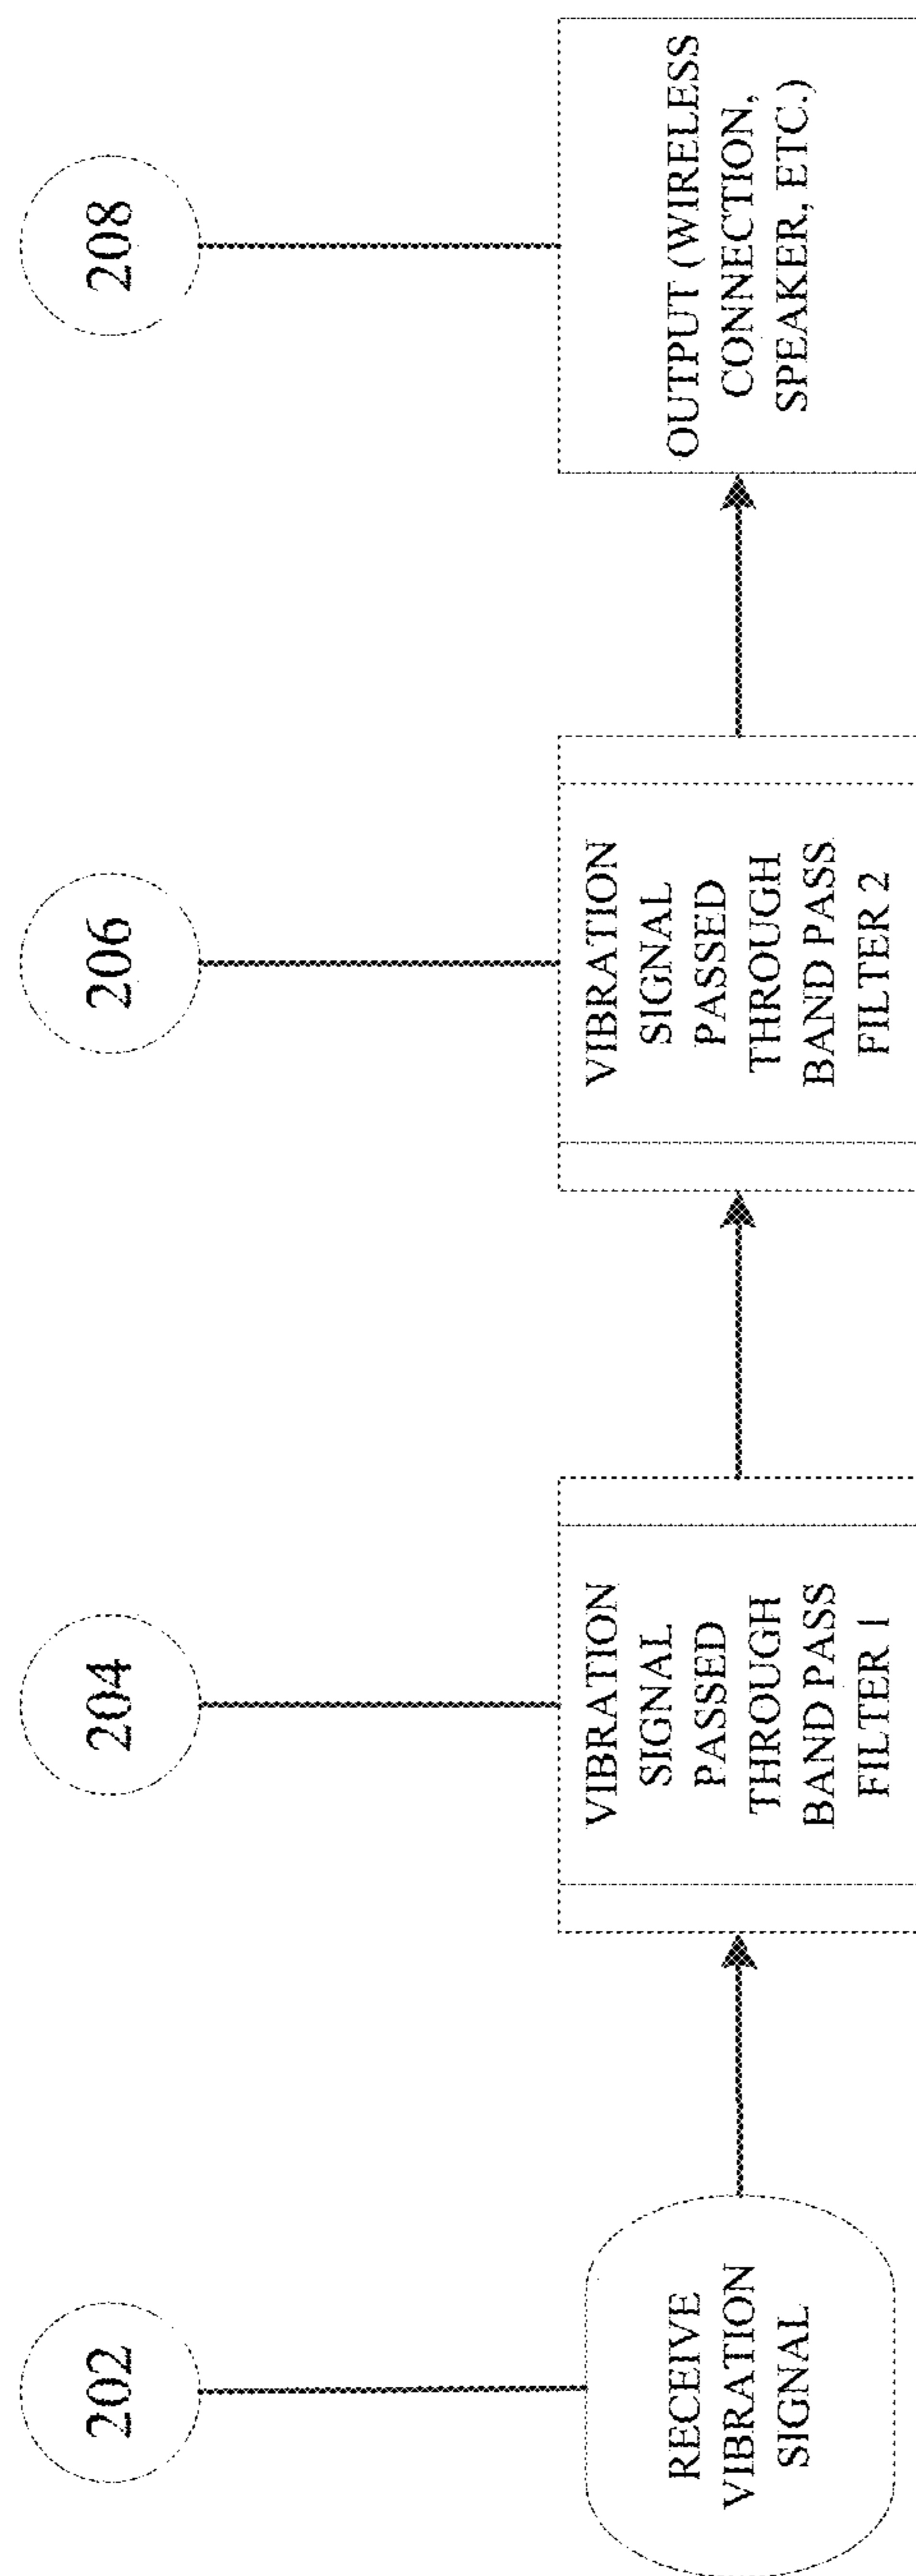 202
204
206
208
RECEIVE
VIBRATION
SIGNAL
VIBRATION
SIGNAL
PASSED
THROUGH
BAND PASS
FILTER 1
VIBRATION
SIGNAL
PASSED
THROUGH
BAND PASS
FILTER 2
OUTPUT (WIRELESS
CONNECTION,
SPEAKER, ETC.)